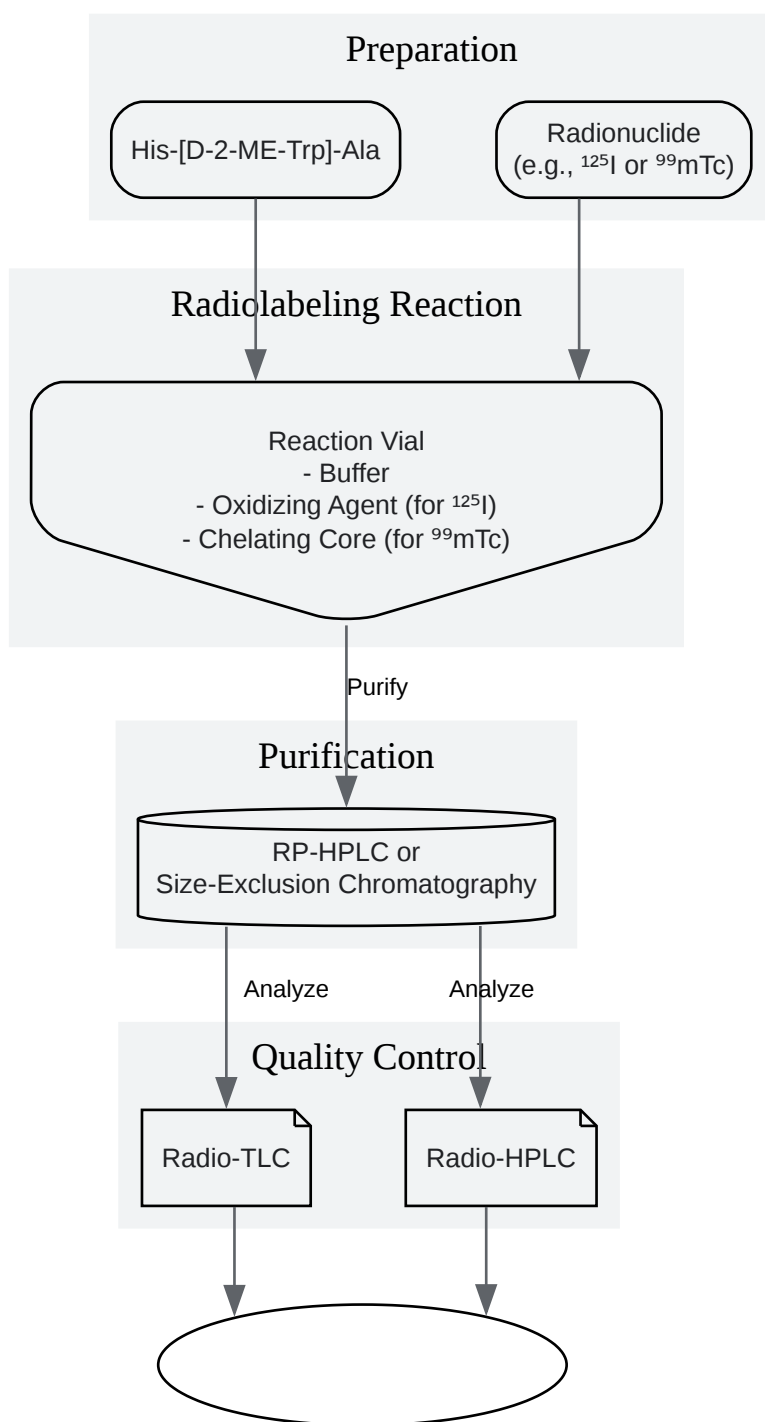 Preparation
His-[D-2-ME-Trp]-Ala
Radionuclide
(e.g., ¹²⁵I or ⁹⁹mTc)
Radiolabeling Reaction
Reaction Vial
- Buffer
- Oxidizing Agent (for ¹²⁵I)
- Chelating Core (for ⁹⁹mTc)
Purify
Purification
RP-HPLC or
Size-Exclusion Chromatography
Analyze
Analyze
Quality Control
Radio-TLC
Radio-HPLC